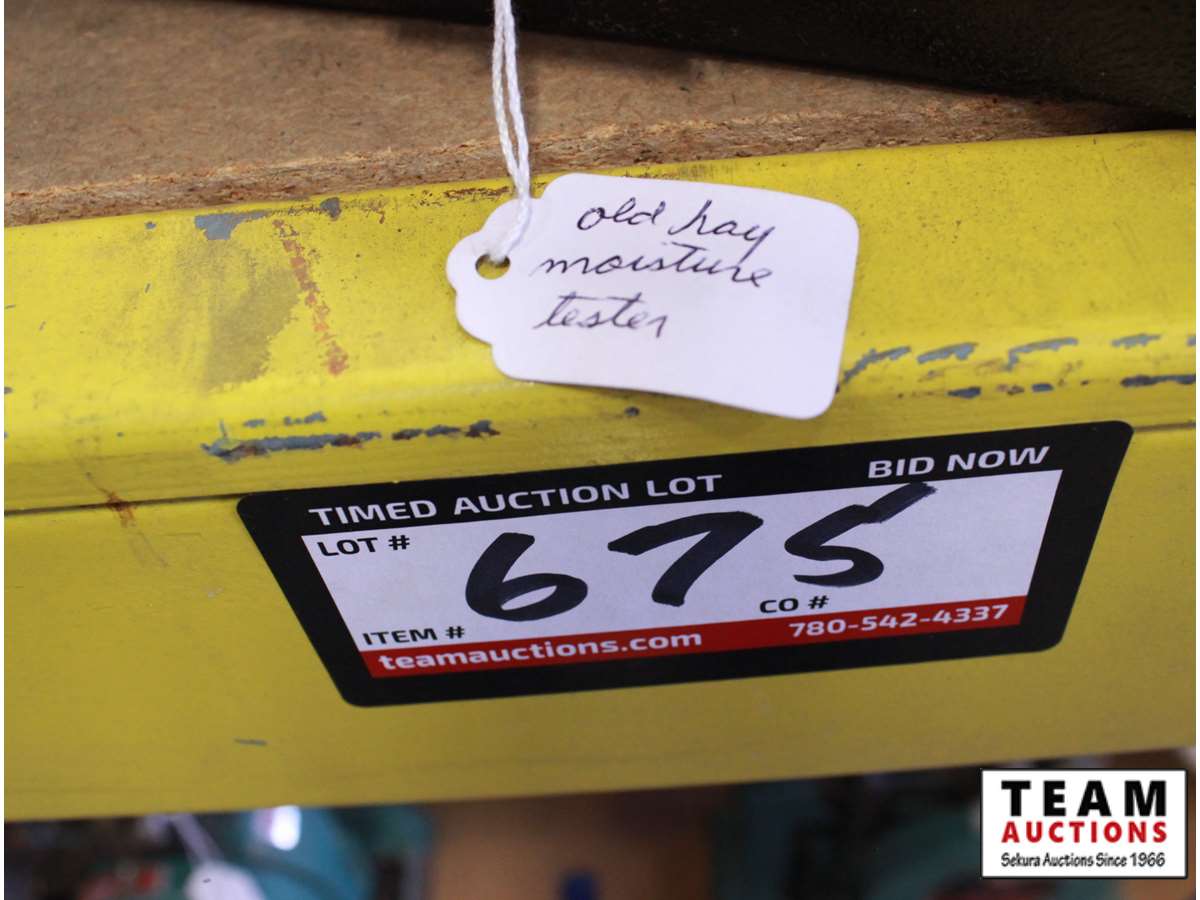 old hay
moisture
tester
TIMED AUCTION LOT BID NOW
LOT #
675
ITEM # CO #
teamauctions.com 780-542-4337
TEAM
AUCTIONS
Sekura Auctions Since 1966